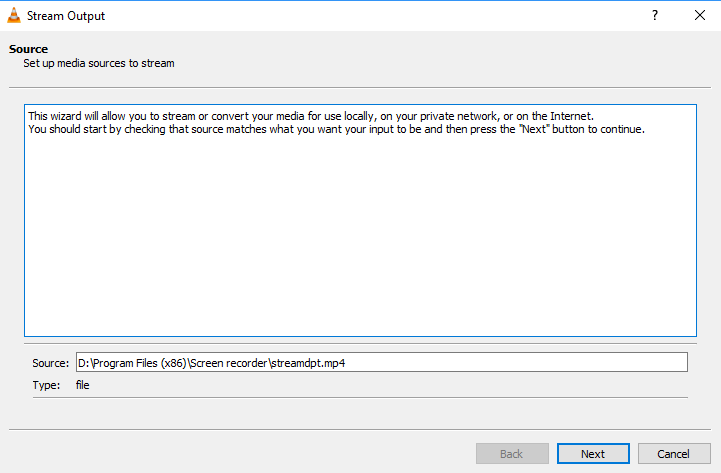 Stream Output
?
Source
Set up media sources to stream
This wizard will allow you to stream or convert your media for use locally, on your private network, or on the Internet.
You should start by checking that source matches what you want your input to be and then press the "Next" button to continue.
Source: D:\Program Files (x86)\Screen recorder\streamdpt.mp4
Type: file
Back Next Cancel